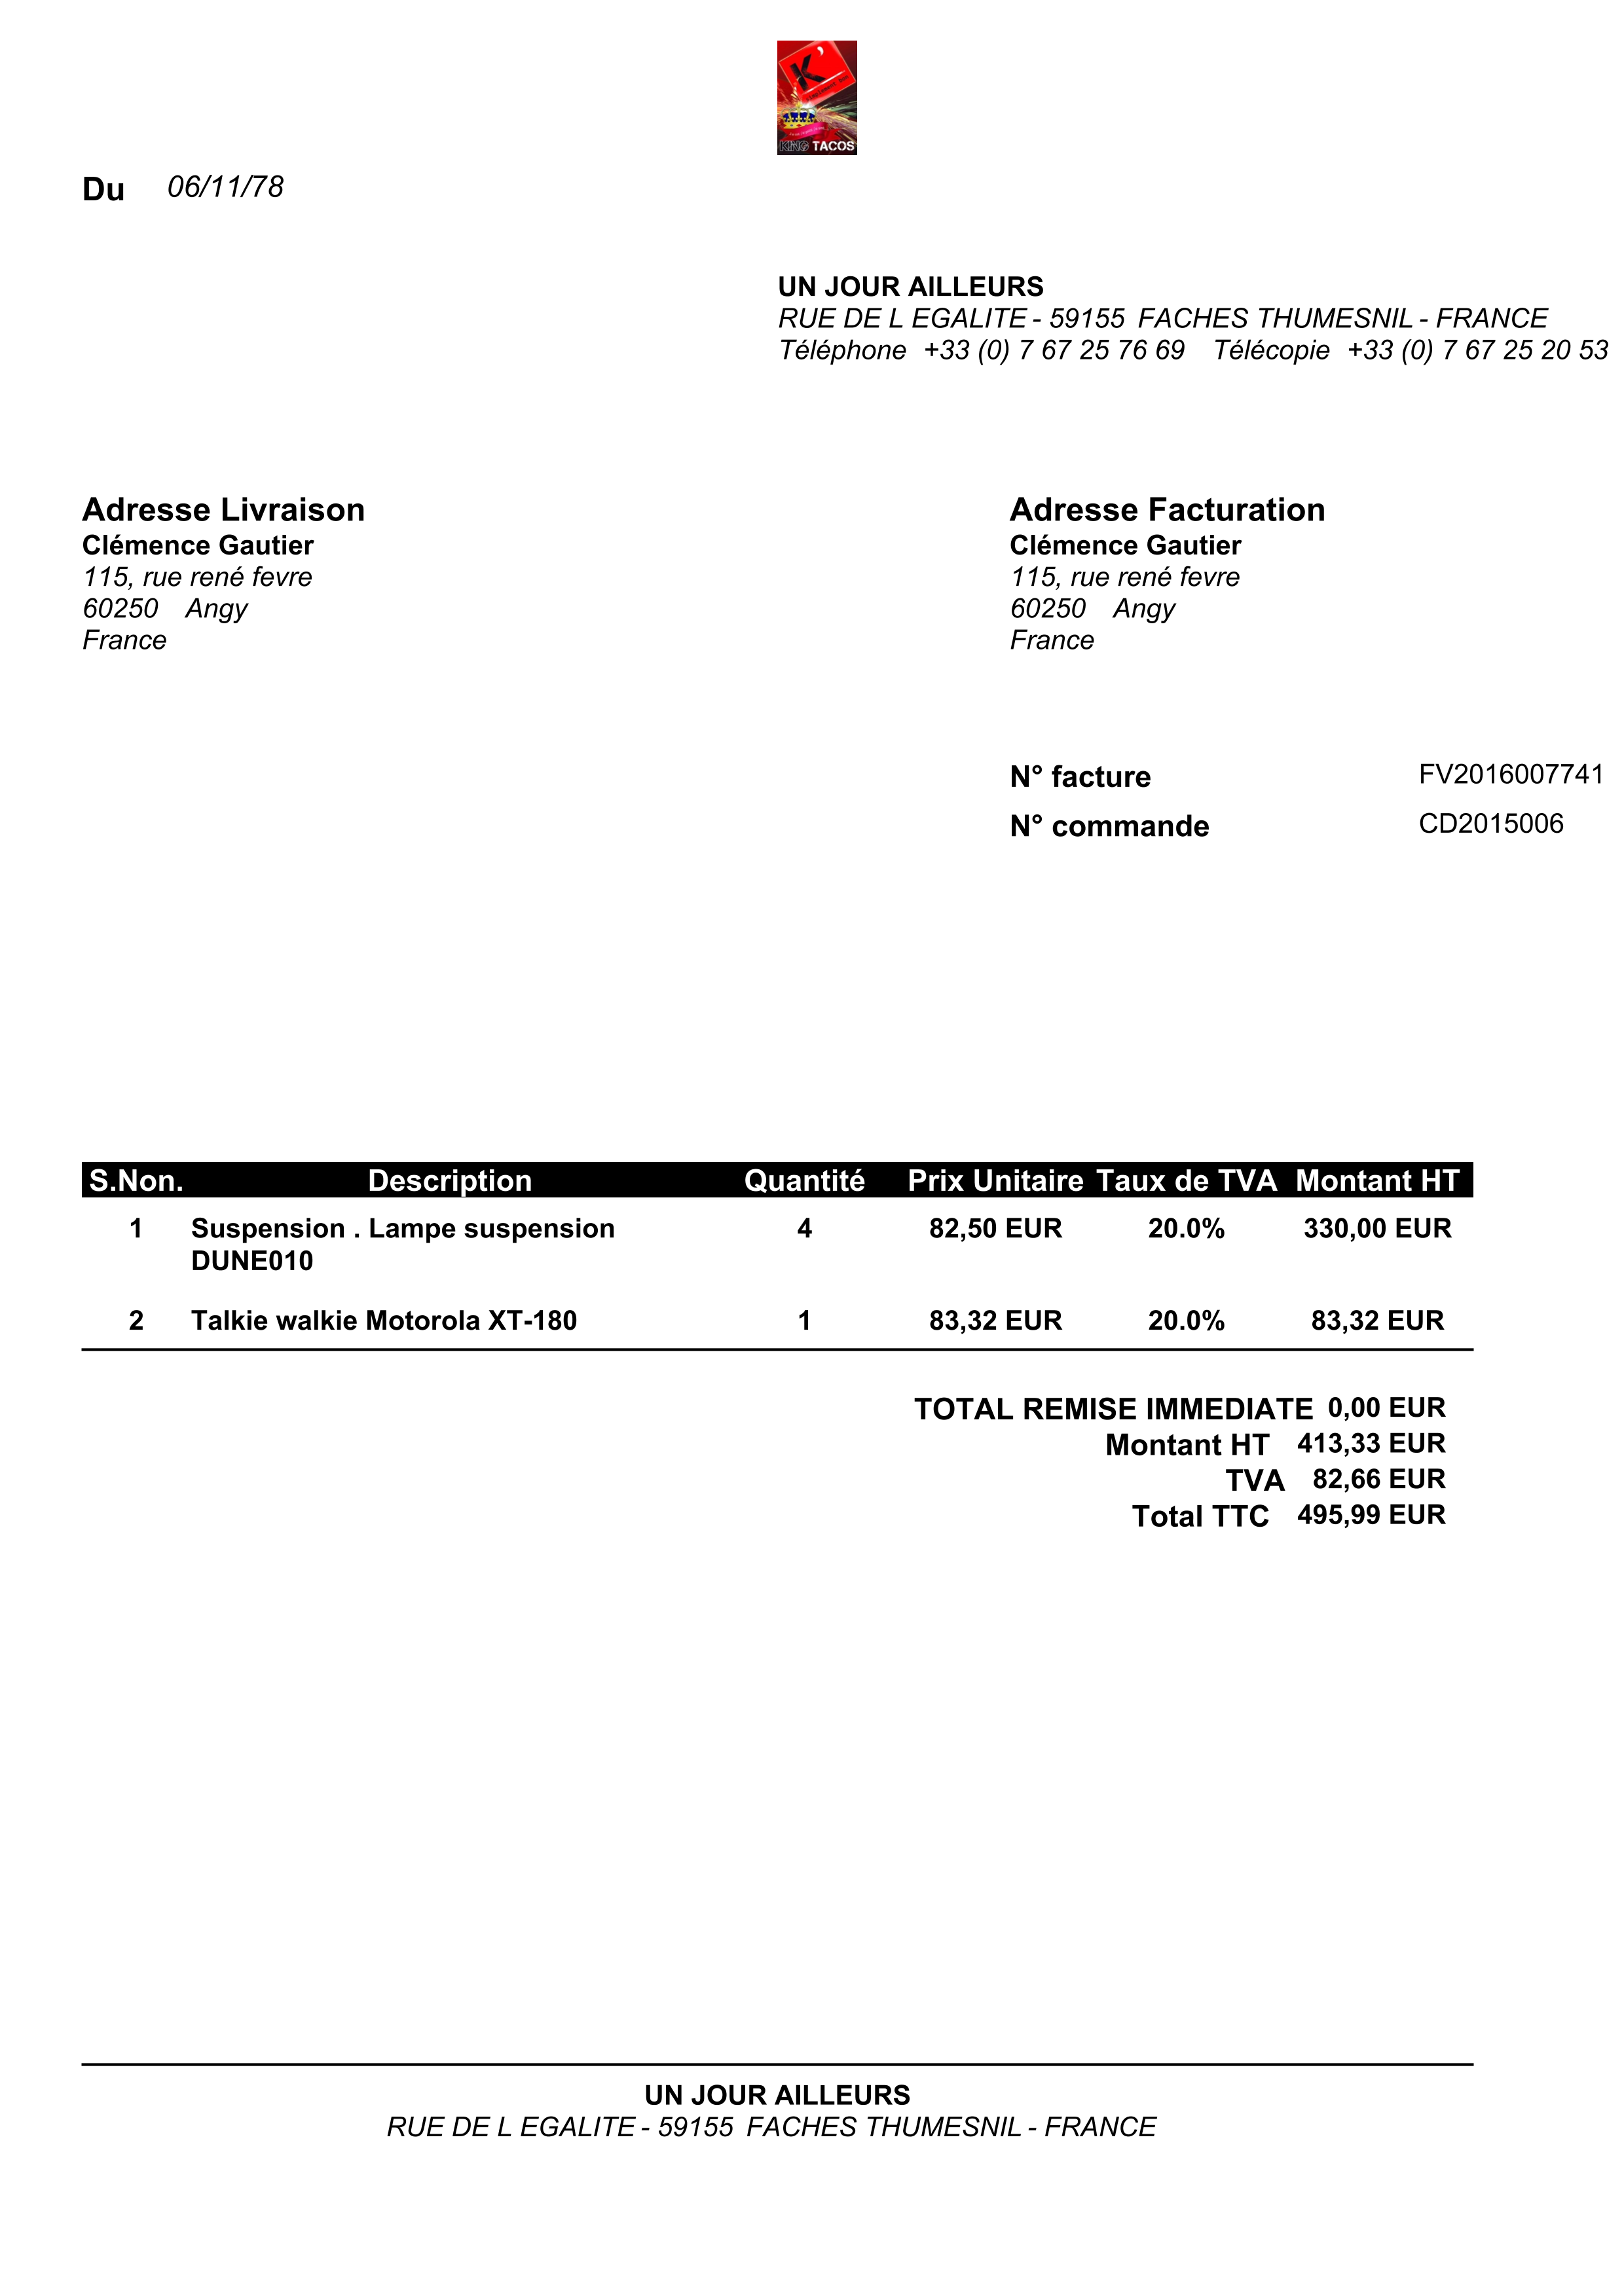 K'
KING TACOS
Du 06/11/78
UN JOUR AILLEURS
RUE DE L EGALITE - 59155 FACHES THUMESNIL - FRANCE
Téléphone +33 (0) 7 67 25 76 69 Télécopie +33 (0) 7 67 25 20 53
Adresse Livraison
Clémence Gautier
115, rue rené fevre
60250 Angy
France
Adresse Facturation
Clémence Gautier
115, rue rené fevre
60250 Angy
France
N° facture FV2016007741
N° commande CD2015006
S.Non. Description Quantité Prix Unitaire Taux de TVA Montant HT
1 Suspension . Lampe suspension 4 82,50 EUR 20.0% 330,00 EUR
DUNE010
2 Talkie walkie Motorola XT-180 1 83,32 EUR 20.0% 83,32 EUR
TOTAL REMISE IMMEDIATE 0,00 EUR
Montant HT 413,33 EUR
TVA 82,66 EUR
Total TTC 495,99 EUR
UN JOUR AILLEURS
RUE DE L EGALITE - 59155 FACHES THUMESNIL - FRANCE